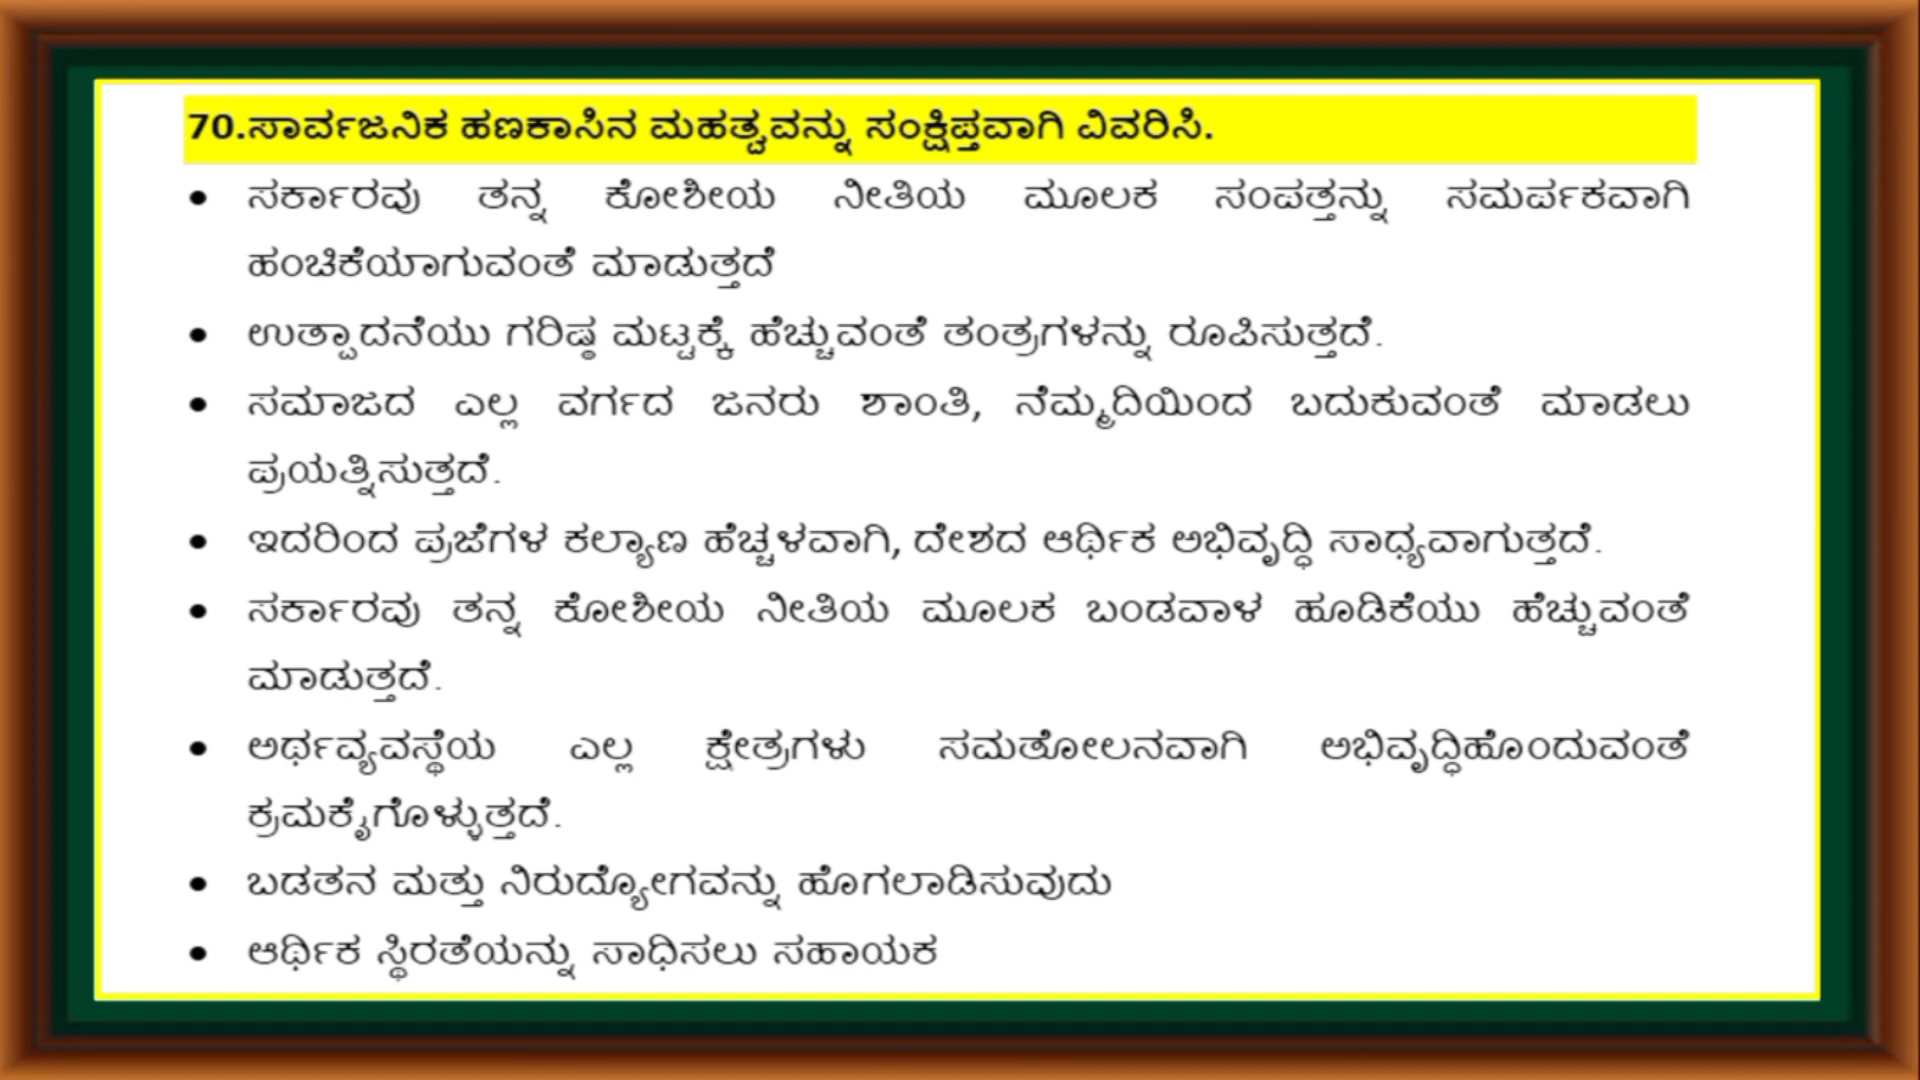 70.ಸಾರ್ವಜನಿಕ ಹಣಕಾಸಿನ ಮಹತ್ವವನ್ನು ಸಂಕ್ಷಿಪ್ತವಾಗಿ ವಿವರಿಸಿ.
• ಸರ್ಕಾರವು ತನ್ನ ಕೋಶೀಯ ನೀತಿಯ ಮೂಲಕ ಸಂಪತ್ತನ್ನು ಸಮರ್ಪಕವಾಗಿ
ಹಂಚಿಕೆಯಾಗುವಂತೆ ಮಾಡುತ್ತದೆ
• ಉತ್ಪಾದನೆಯು ಗರಿಷ್ಠ ಮಟ್ಟಕ್ಕೆ ಹೆಚ್ಚುವಂತೆ ತಂತ್ರಗಳನ್ನು ರೂಪಿಸುತ್ತದೆ.
• ಸಮಾಜದ ಎಲ್ಲ ವರ್ಗದ ಜನರು ಶಾಂತಿ, ನೆಮ್ಮದಿಯಿಂದ ಬದುಕುವಂತೆ ಮಾಡಲು
ಪ್ರಯತ್ನಿಸುತ್ತದೆ.
• ಇದರಿಂದ ಪ್ರಜೆಗಳ ಕಲ್ಯಾಣ ಹೆಚ್ಚಳವಾಗಿ, ದೇಶದ ಆರ್ಥಿಕ ಅಭಿವೃದ್ಧಿ ಸಾಧ್ಯವಾಗುತ್ತದೆ.
• ಸರ್ಕಾರವು ತನ್ನ ಕೋಶೀಯ ನೀತಿಯ ಮೂಲಕ ಬಂಡವಾಳ ಹೂಡಿಕೆಯು ಹೆಚ್ಚುವಂತೆ
ಮಾಡುತ್ತದೆ.
• ಅರ್ಥವ್ಯವಸ್ಥೆಯ ಎಲ್ಲ ಕ್ಷೇತ್ರಗಳು ಸಮತೋಲನವಾಗಿ ಅಭಿವೃದ್ಧಿಹೊಂದುವಂತೆ
ಕ್ರಮಕೈಗೊಳ್ಳುತ್ತದೆ.
• ಬಡತನ ಮತ್ತು ನಿರುದ್ಯೋಗವನ್ನು ಹೊಗಲಾಡಿಸುವುದು
• ಆರ್ಥಿಕ ಸ್ಥಿರತೆಯನ್ನು ಸಾಧಿಸಲು ಸಹಾಯಕ